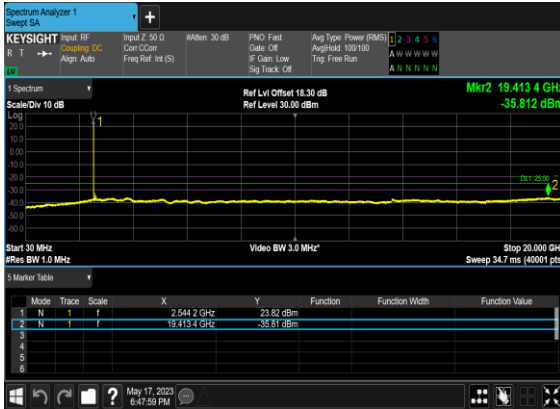 Spectrum Analyzer 1
Swept SA
+
KEYSIGHT Input: RF Input Z: 50 Ω #Atten: 30 dB PNO: Fast Avg Type: Power (RMS) 1 2 3 4 5 6
R T Coupling: DC Corr CCorr Gate: Off Avg|Hold: 100/100 A W W W W W
Align: Auto Freq Ref: Int (S) IF Gain: Low Trig: Free Run
Sig Track: Off A N N N N N
1 Spectrum Ref Lvl Offset 18.30 dB Mkr2 19.413 4 GHz
Scale/Div 10 dB Ref Level 30.00 dBm -35.812 dBm
Log
1
20.0
10.0
0.00
-10.0
-20.0
DL1 -25.00
2
-30.0
-40.0
-50.0
-60.0
Start 30 MHz Video BW 3.0 MHz* Stop 20.000 GH
#Res BW 1.0 MHz Sweep 34.7 ms (40001 pts
5 Marker Table
Mode Trace Scale X Y Function Function Width Function Value
1 N 1 f 2.544 2 GHz 23.82 dBm
2 N 1 f 19.413 4 GHz -35.81 dBm
3
4
5
6
? May 17, 2023
6:47:59 PM